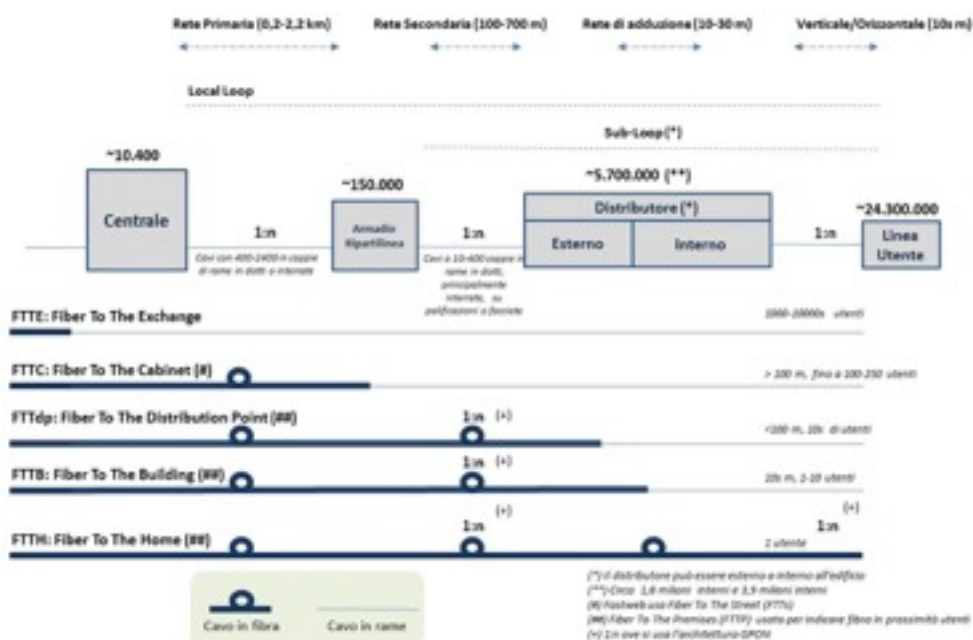 Rete Primaria (0,2-2,2 km)
Rete Secondaria (100-700 m)
Rete di adduzione (10-30 m)
Verticale/Orizzontale (10s m)
Local Loop
Sub-Loop (*)
~10.400
~150.000
~5.700.000 (**)
~24.300.000
Centrale
1:n
Cavi con 400-2400 coppie
di rame in dotti o interrate
Armadio
Ripartilinea
1:n
Cavi a 10-400 coppie in
rame in dotti,
principalmente
interrate, su
palificazioni o facciate
Distributore (*)
Esterno
Interno
1:n
Linea
Utente
FTTE: Fiber To The Exchange
1000-10000s utenti
FTTC: Fiber To The Cabinet (#)
> 100 m, fino a 100-250 utenti
FTTdp: Fiber To The Distribution Point (##)
1:n (+)
<100 m, 10s di utenti
FTTB: Fiber To The Building (##)
1:n (+)
10s m, 1-10 utenti
FTTH: Fiber To The Home (##)
1:n (+)
1:n (+)
1 utente
Cavo in fibra
Cavo in rame
(*) Il distributore può essere esterno o interno all'edificio
(**) Circa 1,8 milioni interni e 3,9 milioni interni
(#) Fastweb usa Fiber To The Street (FTTS)
(##) Fiber To The Premises (FTTP) usato per indicare fibra in prossimità utenti
(+) 1:n ove si usa l'architettura GPON